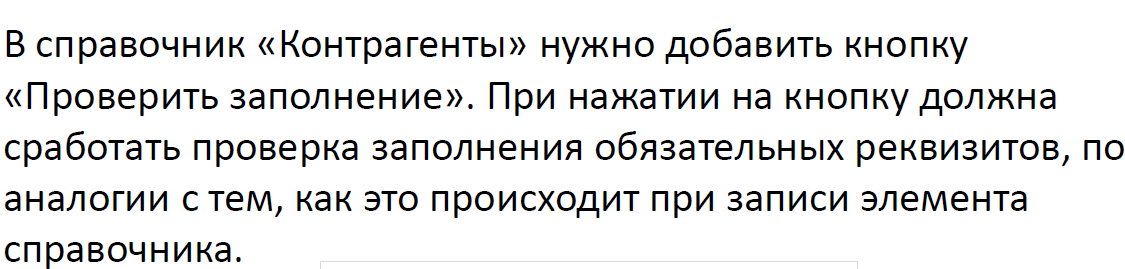 В справочник «Контрагенты» нужно добавить кнопку
«Проверить заполнение». При нажатии на кнопку должна
сработать проверка заполнения обязательных реквизитов, по
аналогии с тем, как это происходит при записи элемента
справочника.